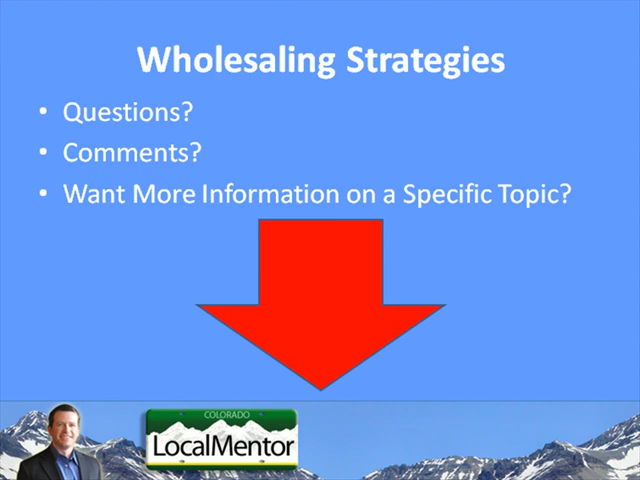 Wholesaling Strategies
• Questions?
• Comments?
• Want More Information on a Specific Topic?
COLORADO
LocalMentor